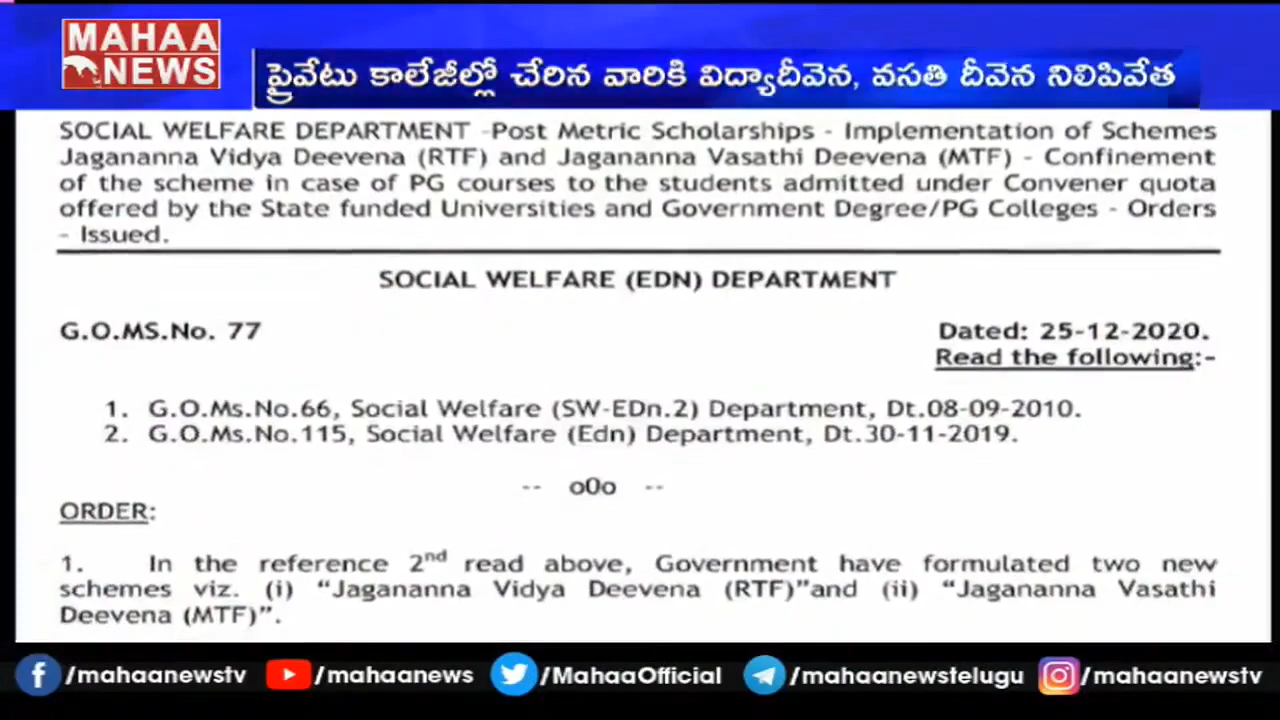 MAHAA
NEWS
ప్రైవేటు కాలేజీల్లో చేరిన వారికి విద్యాదీవెన, వసతి దీవెన నిలిపివేత
SOCIAL WELFARE DEPARTMENT -Post Metric Scholarships - Implementation of Schemes
Jagananna Vidya Deevena (RTF) and Jagananna Vasathi Deevena (MTF) - Confinement
of the scheme in case of PG courses to the students admitted under Convener quota
offered by the State funded Universities and Government Degree/PG Colleges - Orders
- Issued.
SOCIAL WELFARE (EDN) DEPARTMENT
G.O.MS.No. 77 Dated: 25-12-2020.
Read the following:-
1. G.O.Ms.No.66, Social Welfare (SW-EDn.2) Department, Dt.08-09-2010.
2. G.O.Ms.No.115, Social Welfare (Edn) Department, Dt.30-11-2019.
-- o0o --
ORDER:
1. In the reference 2nd read above, Government have formulated two new
schemes viz. (i) “Jagananna Vidya Deevena (RTF)”and (ii) “Jagananna Vasathi
Deevena (MTF)”.
/mahaanewstv /mahaanews /MahaaOfficial /mahaanewstelugu /mahaanewstv